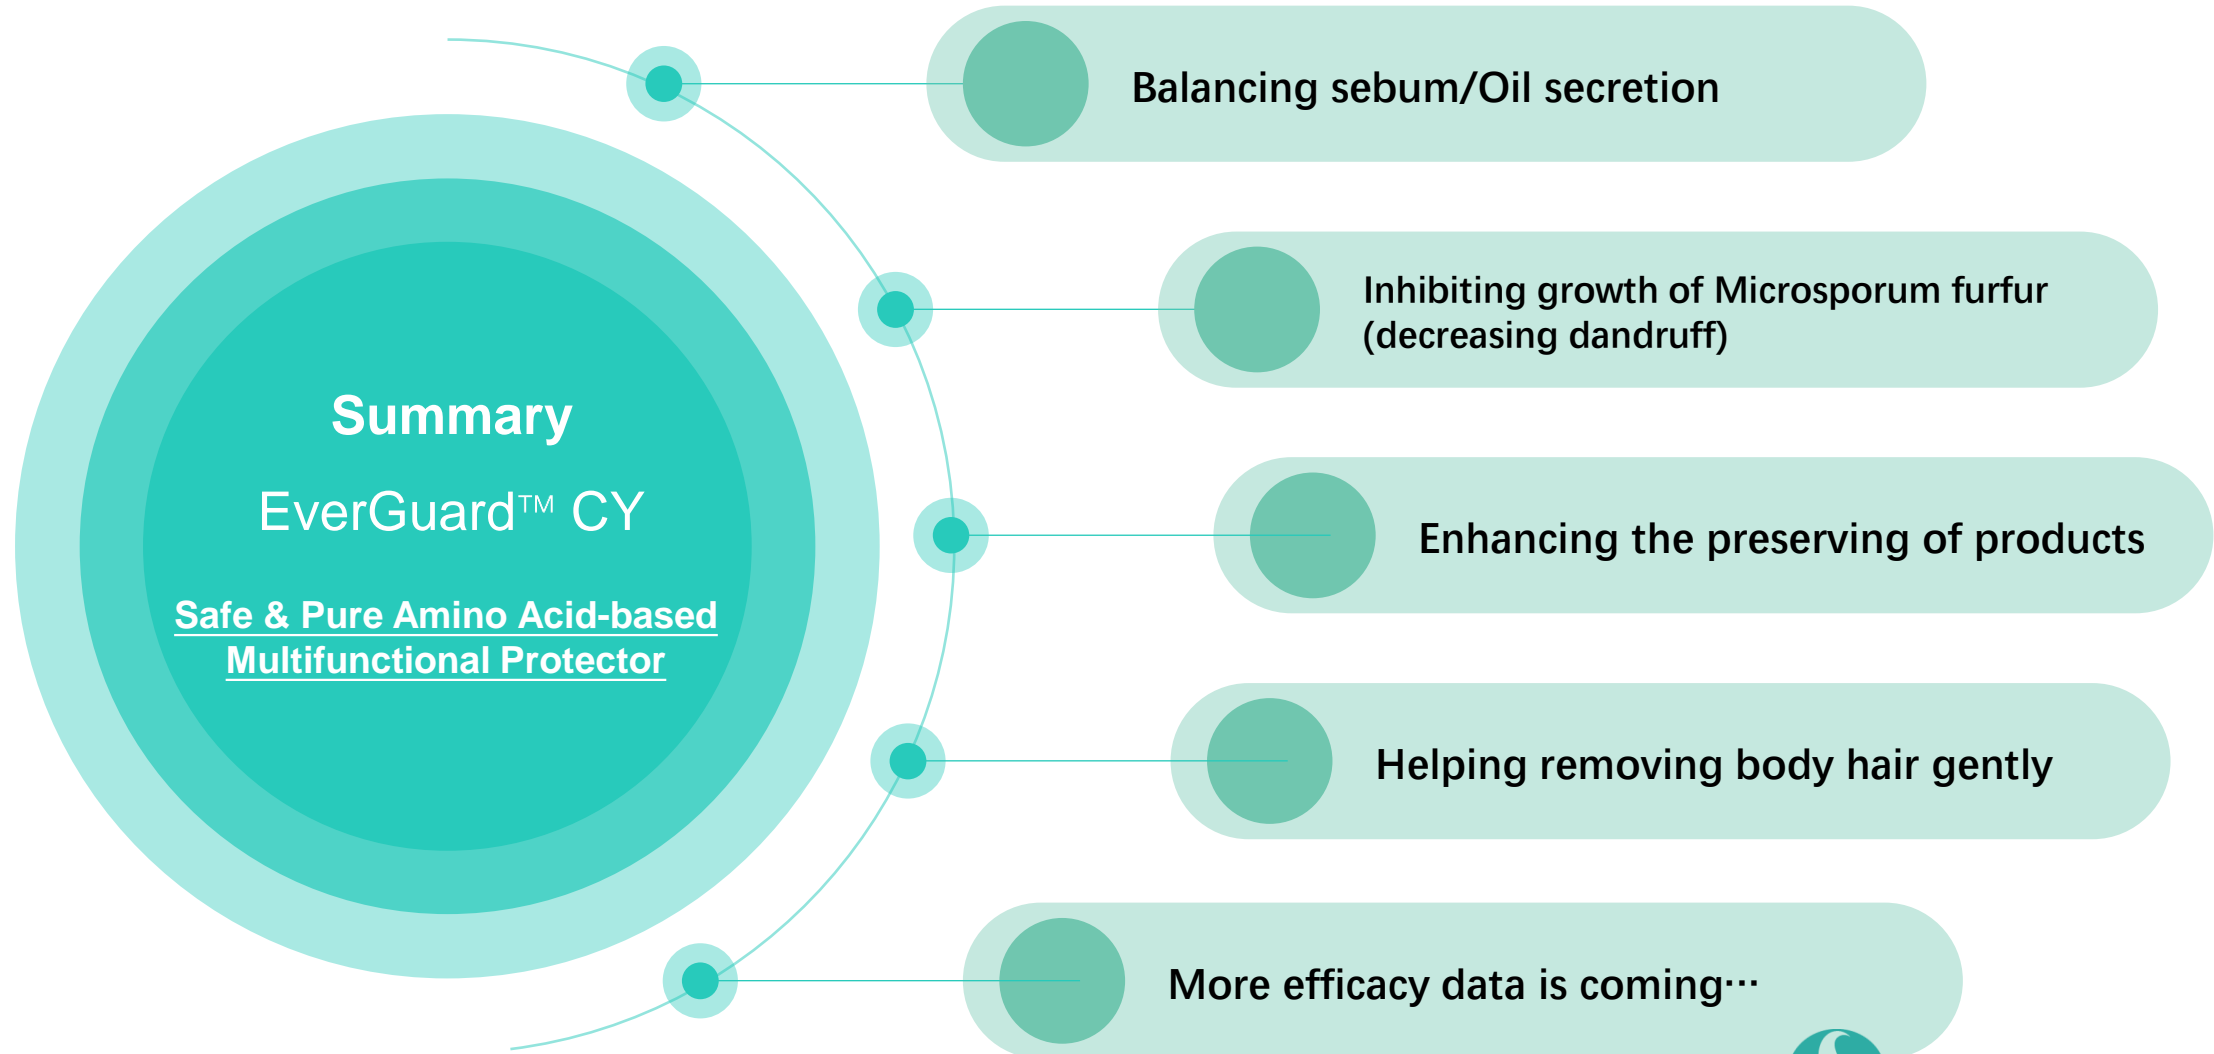 Summary
EverGuard™ CY
Safe & Pure Amino Acid-based
Multifunctional Protector
Balancing sebum/Oil secretion
Inhibiting growth of Microsporum furfur
(decreasing dandruff)
Enhancing the preserving of products
Helping removing body hair gently
More efficacy data is coming…